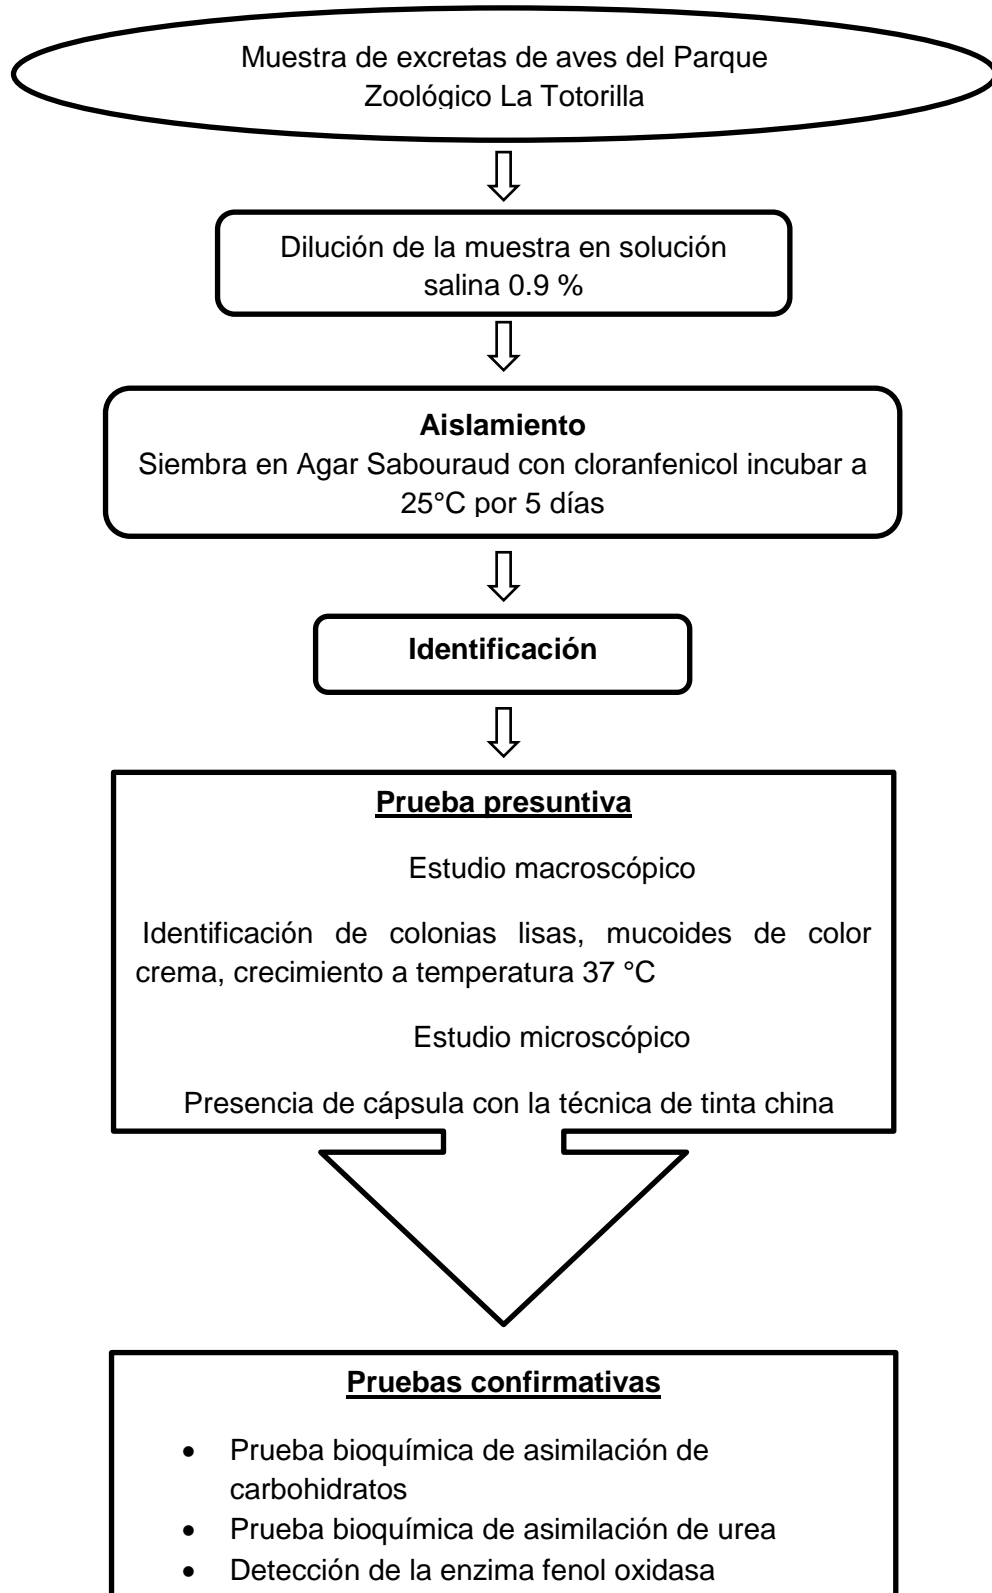 Muestra de excretas de aves del Parque
Zoológico La Totorilla
Dilución de la muestra en solución
salina 0.9 %
Aislamiento
Siembra en Agar Sabouraud con cloranfenicol incubar a
25°C por 5 días
Identificación
Prueba presuntiva
Estudio macroscópico
Identificación de colonias lisas, mucoides de color
crema, crecimiento a temperatura 37 °C
Estudio microscópico
Presencia de cápsula con la técnica de tinta china
Pruebas confirmativas
• Prueba bioquímica de asimilación de
carbohidratos
• Prueba bioquímica de asimilación de urea
• Detección de la enzima fenol oxidasa